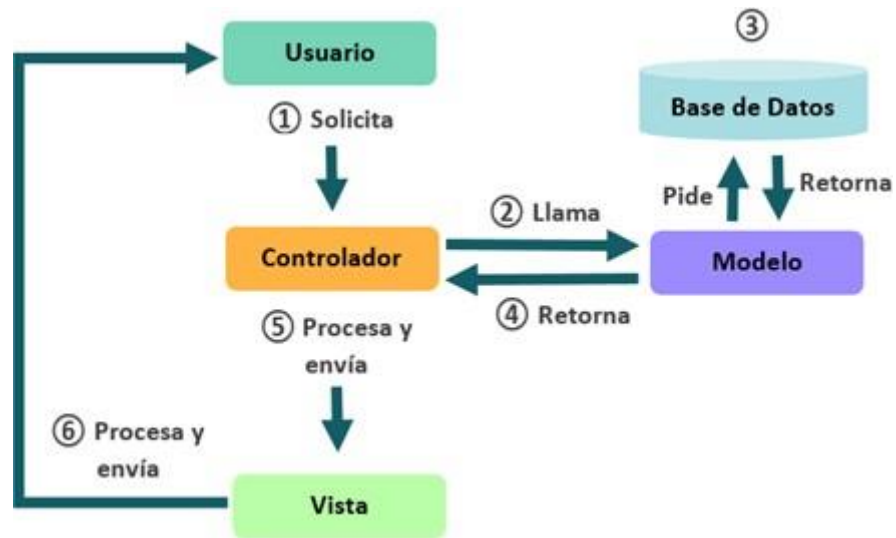 Usuario
③
Base de Datos
① Solicita
Pide
Retorna
② Llama
Controlador
Modelo
④ Retorna
⑤ Procesa y
envía
⑥ Procesa y
envía
Vista